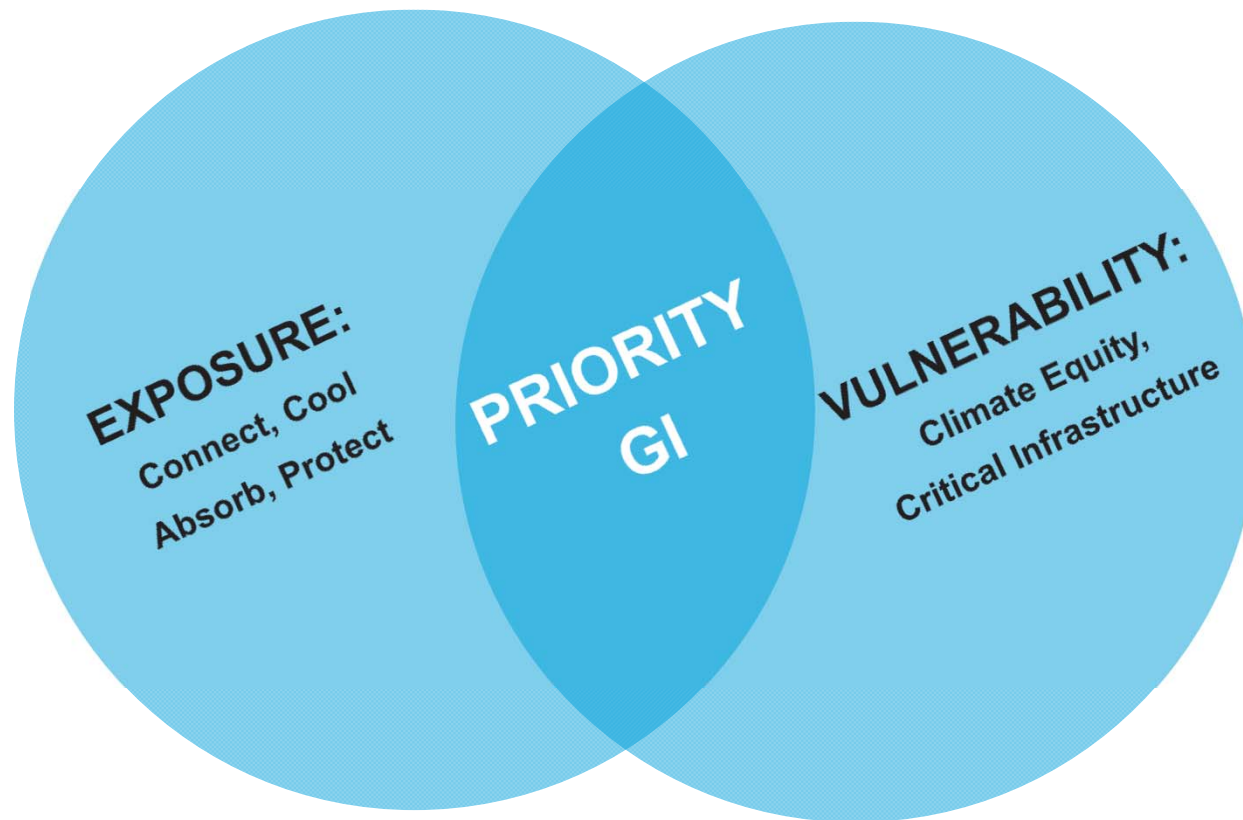 EXPOSURE:
Connect, Cool
Absorb, Protect
PRIORITY
GI
VULNERABILITY:
Climate Equity,
Critical Infrastructure